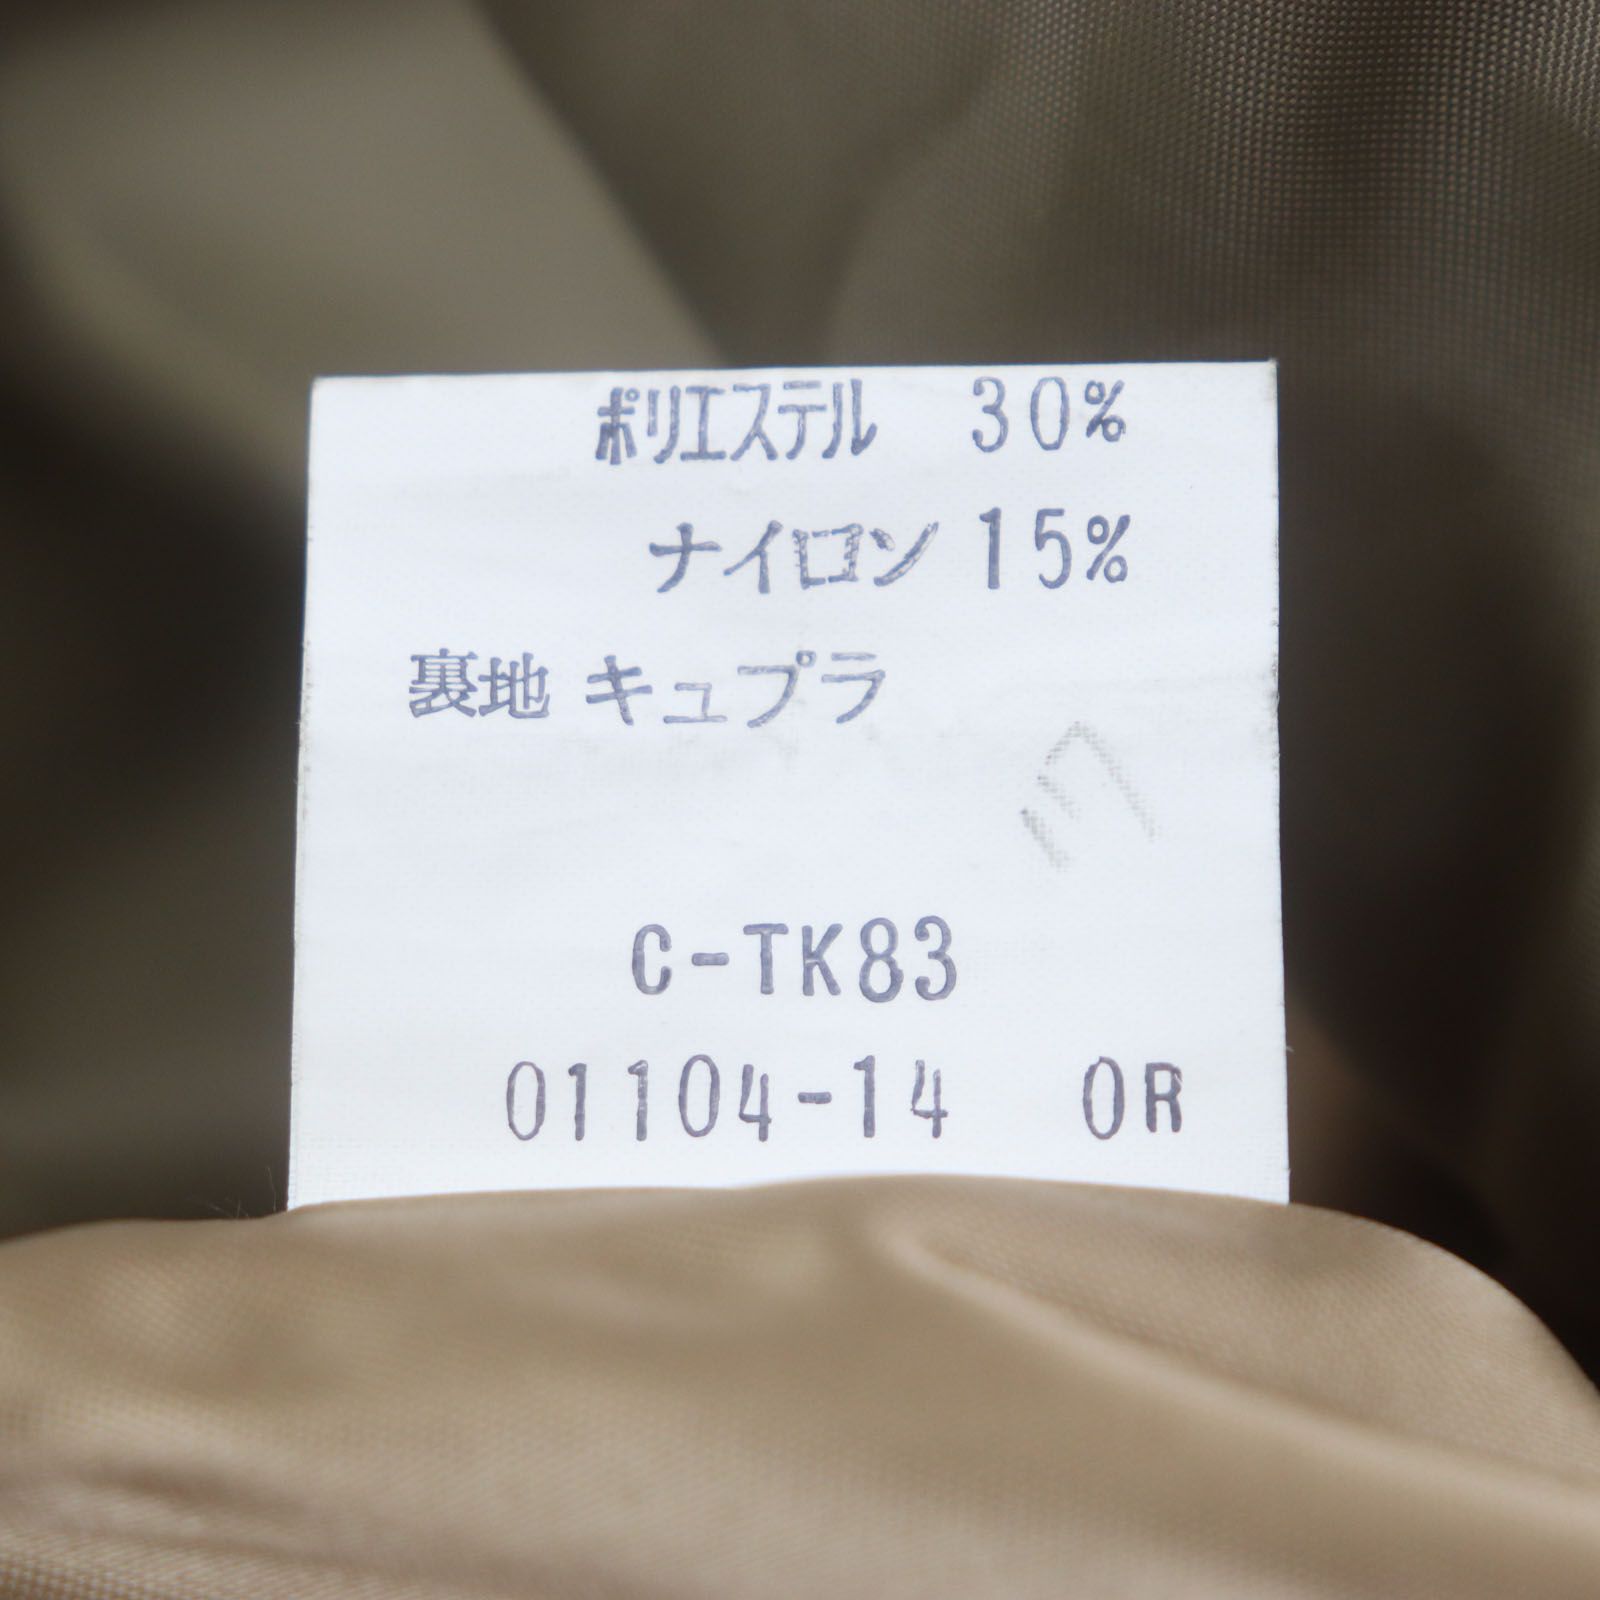 ポリエステル 30%
ナイロン 15%
裏地 キュプラ
C-TK83
01104-14 OR